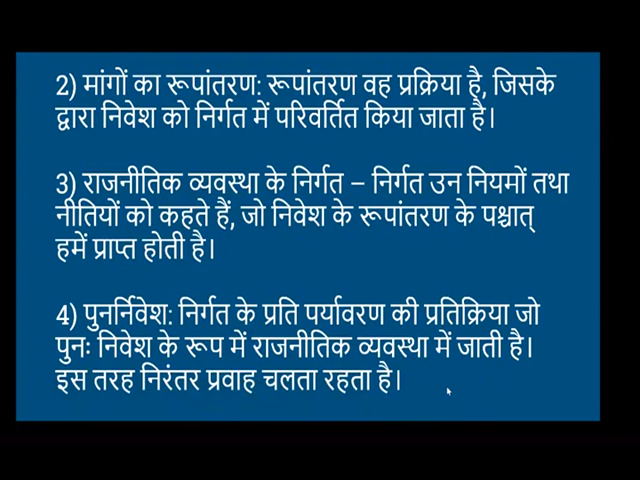 2) मांगों का रूपांतरण: रूपांतरण वह प्रक्रिया है, जिसके
द्वारा निवेश को निर्गत में परिवर्तित किया जाता है।
3) राजनीतिक व्यवस्था के निर्गत – निर्गत उन नियमों तथा
नीतियों को कहते हैं, जो निवेश के रूपांतरण के पश्चात्
हमें प्राप्त होती है।
4) पुनर्निवेश: निर्गत के प्रति पर्यावरण की प्रतिक्रिया जो
पुनः निवेश के रूप में राजनीतिक व्यवस्था में जाती है।
इस तरह निरंतर प्रवाह चलता रहता है।